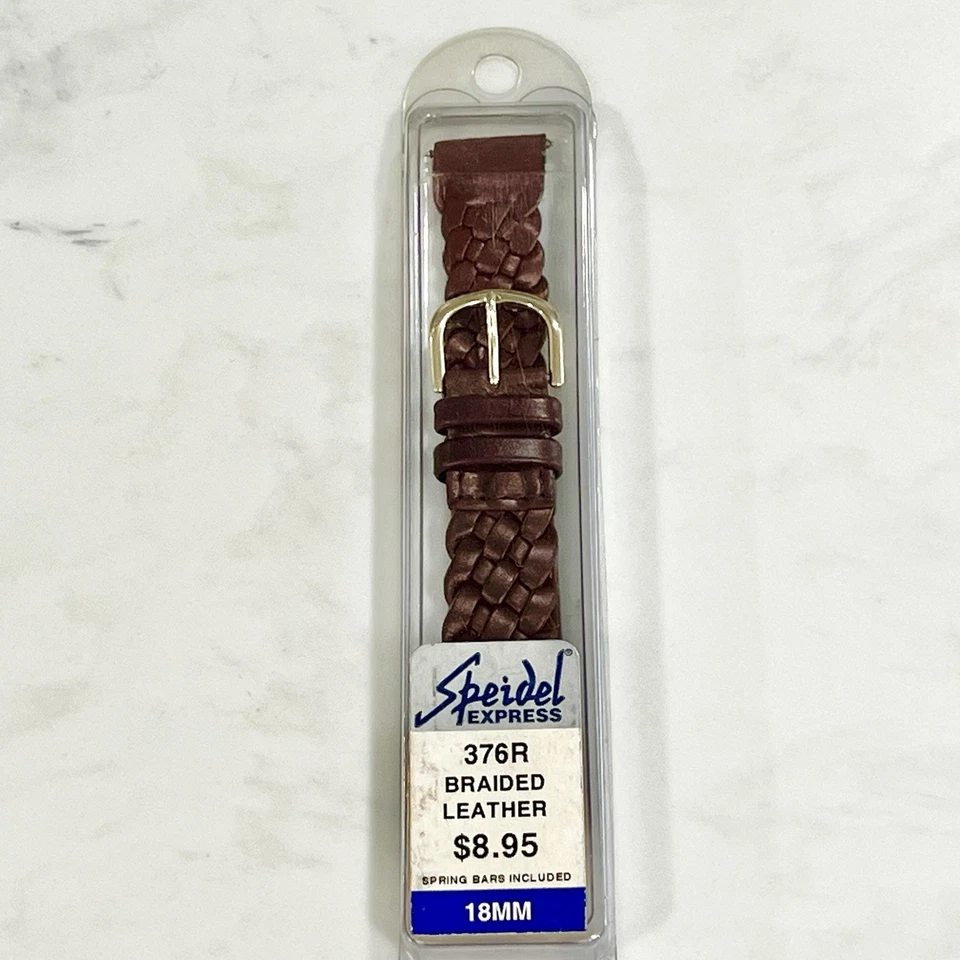 Speidel®
EXPRESS
376R
BRAIDED
LEATHER
$8.95
SPRING BARS INCLUDED
18MM